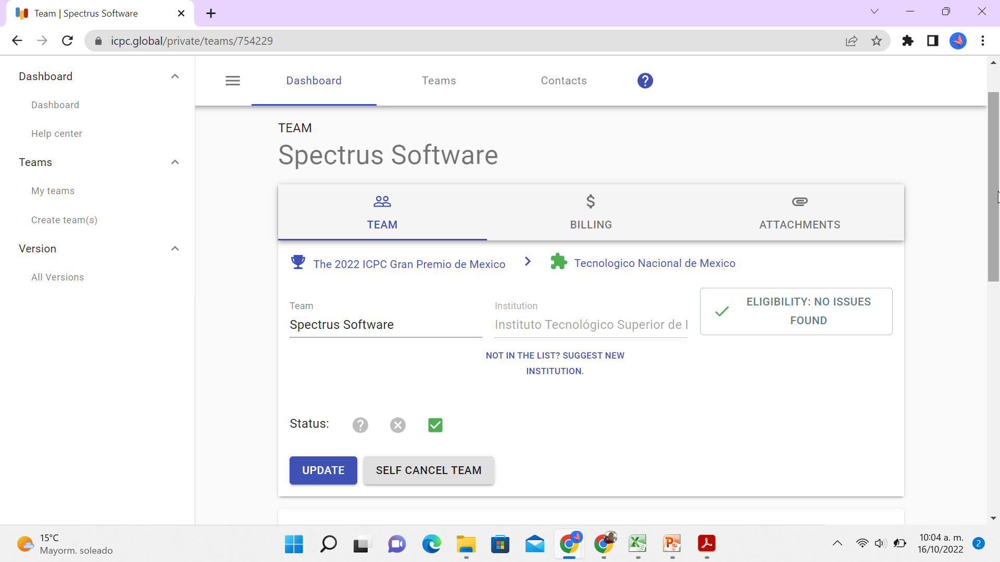 Team | Spectrus Software
icpc.global/private/teams/754229
Dashboard
Dashboard
Help center
Teams
My teams
Create team(s)
Version
All Versions
Dashboard
Teams
Contacts
TEAM
Spectrus Software
TEAM
BILLING
ATTACHMENTS
The 2022 ICPC Gran Premio de Mexico
Tecnologico Nacional de Mexico
Team
Spectrus Software
Institution
Instituto Tecnológico Superior de
ELIGIBILITY: NO ISSUES
FOUND
NOT IN THE LIST? SUGGEST NEW
INSTITUTION.
Status:
UPDATE
SELF CANCEL TEAM
15°C
Mayorm. soleado
10:04 a. m.
16/10/2022
2